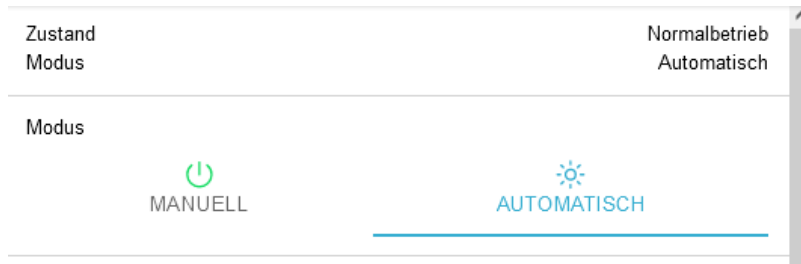 Zustand Normalbetrieb
Modus Automatisch
Modus
MANUELL AUTOMATISCH